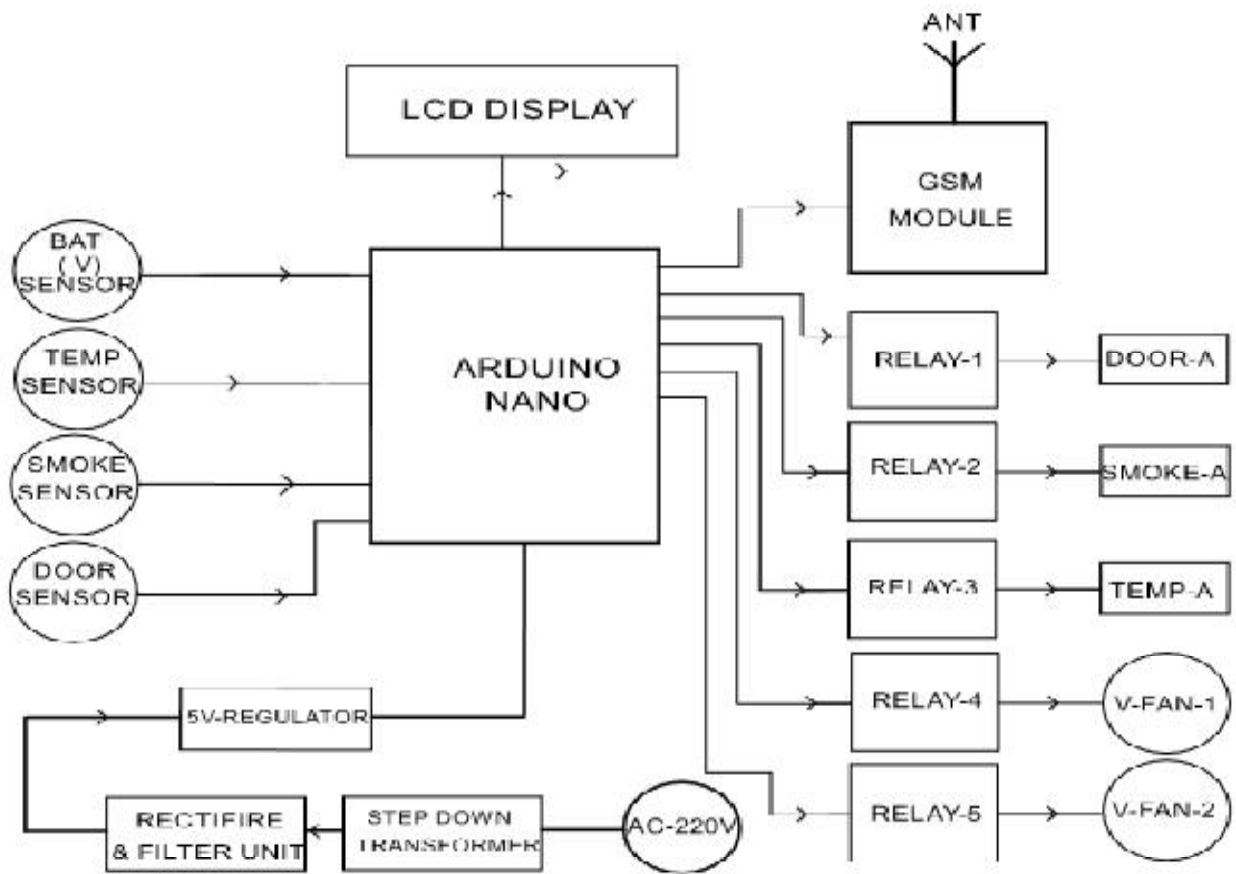 ANT
LCD DISPLAY
GSM
MODULE
BAT
( V)
SENSOR
TEMP
SENSOR
SMOKE
SENSOR
DOOR
SENSOR
ARDUINO
NANO
RELAY-1
DOOR-A
RELAY-2
SMOKE-A
RELAY-3
TEMP-A
RELAY-4
V-FAN-1
RELAY-5
V-FAN-2
5V-REGULATOR
RECTIFIRE
& FILTER UNIT
STEP DOWN
TRANSFORMER
AC-220V